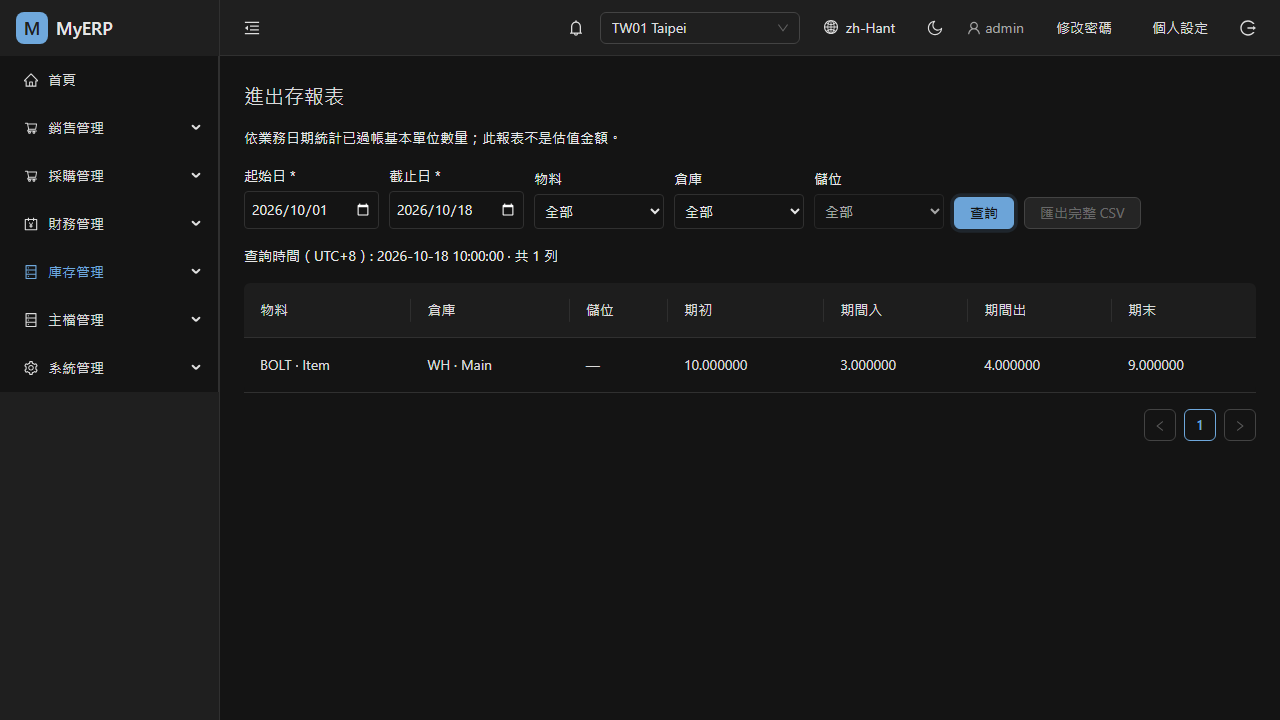 M MyERP
TW01 Taipei
zh-Hant
admin
修改密碼
個人設定
首頁
銷售管理
採購管理
財務管理
庫存管理
主檔管理
系統管理
進出存報表
依業務日期統計已過帳基本單位數量；此報表不是估值金額。
起始日 * 截止日 * 物料 倉庫 儲位
2026/10/01 2026/10/18 全部 全部 全部 查詢 匯出完整 CSV
查詢時間（UTC+8）: 2026-10-18 10:00:00 · 共 1 列
物料 倉庫 儲位 期初 期間入 期間出 期末
BOLT · Item WH · Main — 10.000000 3.000000 4.000000 9.000000
< 1 >